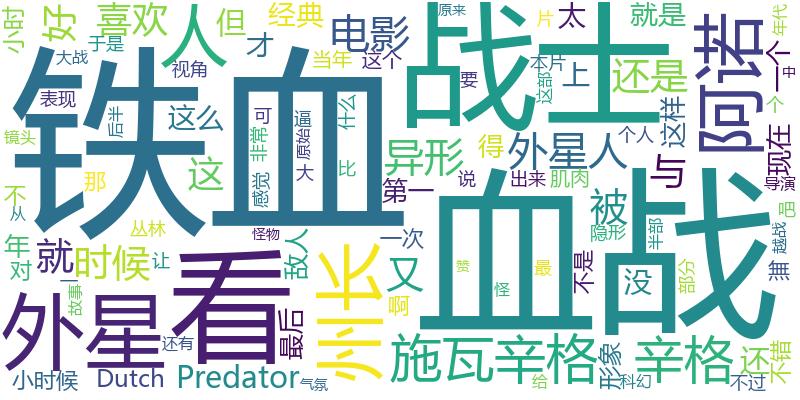 小时
好
喜欢
人
但
经典
电影
原来
片
太
就是
年代
大战
于是
视角
才
当年
这个
战士
本片
上
还是
一个
中
表现
铁血
后半
这么
可
逼
什么
要
这部
阿诺
镜头
感觉
非常
原始
大
比
异形
得
外星人
个人
这样
与
个
现在
导演
不
从
那
这
第一
说
出来
肌肉
被
吧
年
对
就
时候
丛林
让
怪物
敌人
一次
又
啊
赞
怪
最
隐形
不是
没
半部
部分
越战
無
一
故事
外星
看
还有
最后
州长
血战
施瓦辛格
形象
辛格
还
不错
小时候
Dutch
Predator
气氛
给
科幻
不过